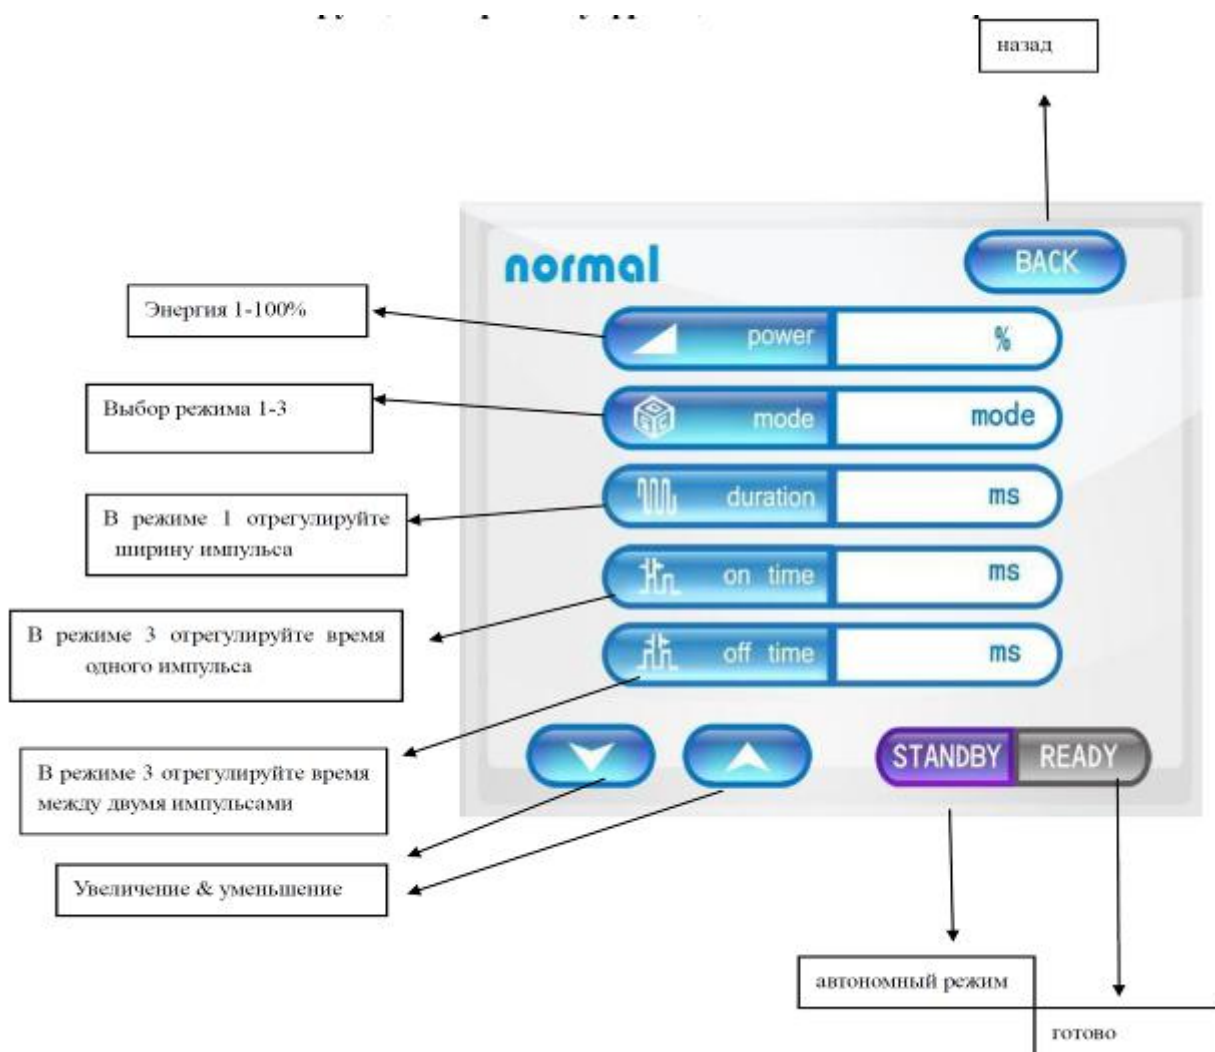 назад
normal
BACK
Энергия 1-100%
power
%
Выбор режима 1-3
mode
mode
В режиме 1 отрегулируйте
ширину импульса
duration
ms
on time
ms
В режиме 3 отрегулируйте время
одного импульса
off time
ms
В режиме 3 отрегулируйте время
между двумя импульсами
STANDBY
READY
Увеличение & уменьшение
автономный режим
готово